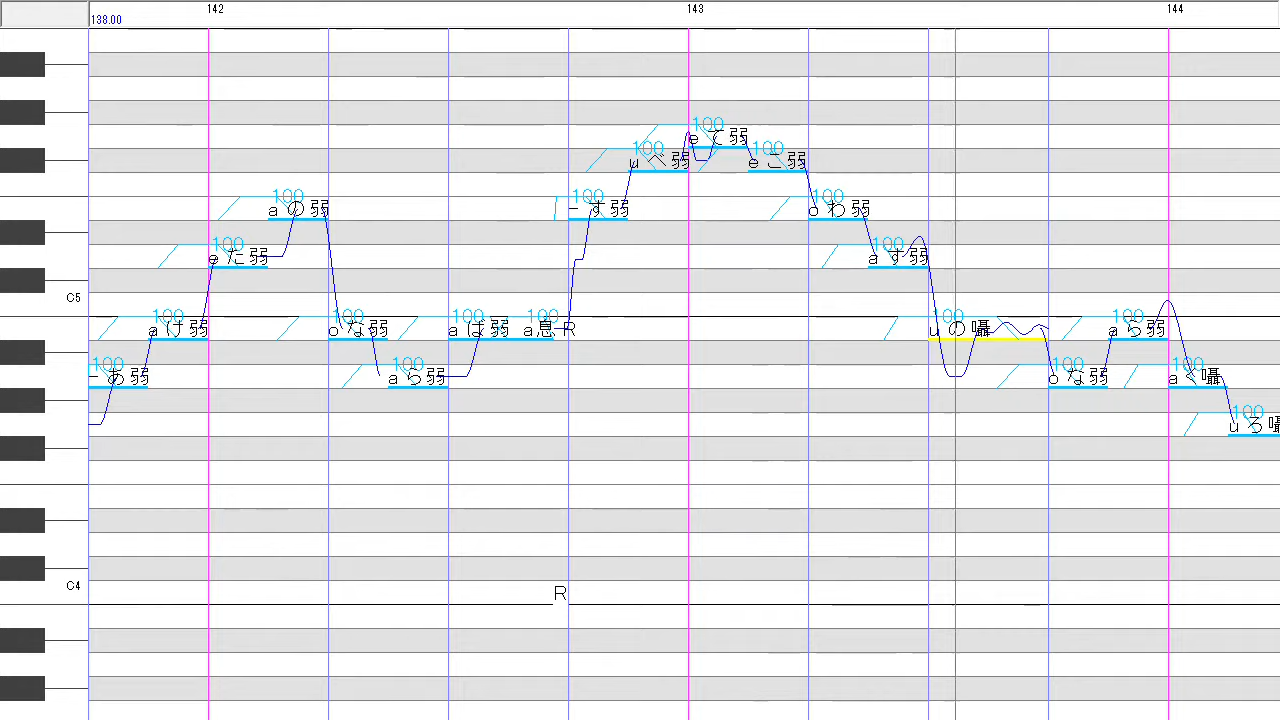 142 143 144
138.00
100 100
e て 弱
100 100
u べ 弱 e こ 弱
100 100 100
a の 弱 - す 弱 o わ 弱
100 100
e た 弱 a す 弱
C5
100 100 100 100 100 100
a け 弱 o な 弱 a ば 弱 a 息 R u の 囁 a ら 弱
100 100 100 100
- あ 弱 a ら 弱 o な 弱 a く 囁
100
u ろ 囁
C4
R